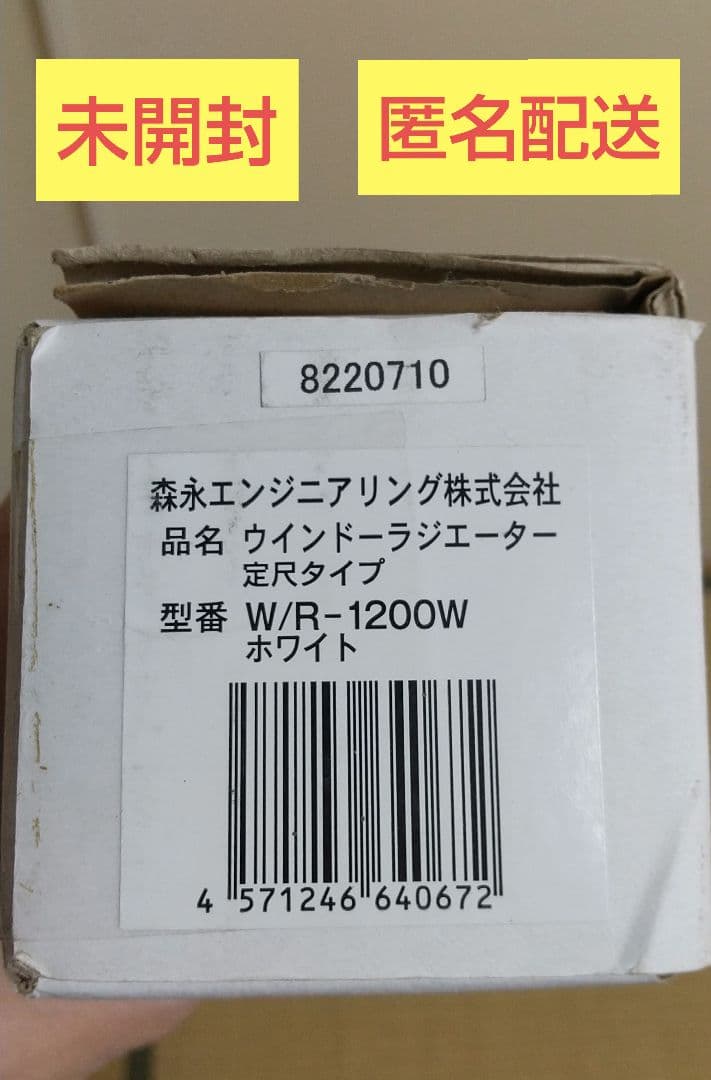 未開封 匿名配送
8220710
森永エンジニアリング株式会社
品名 ウインドーラジエーター
定尺タイプ
型番 W/R-1200W
ホワイト
4 571246 640672